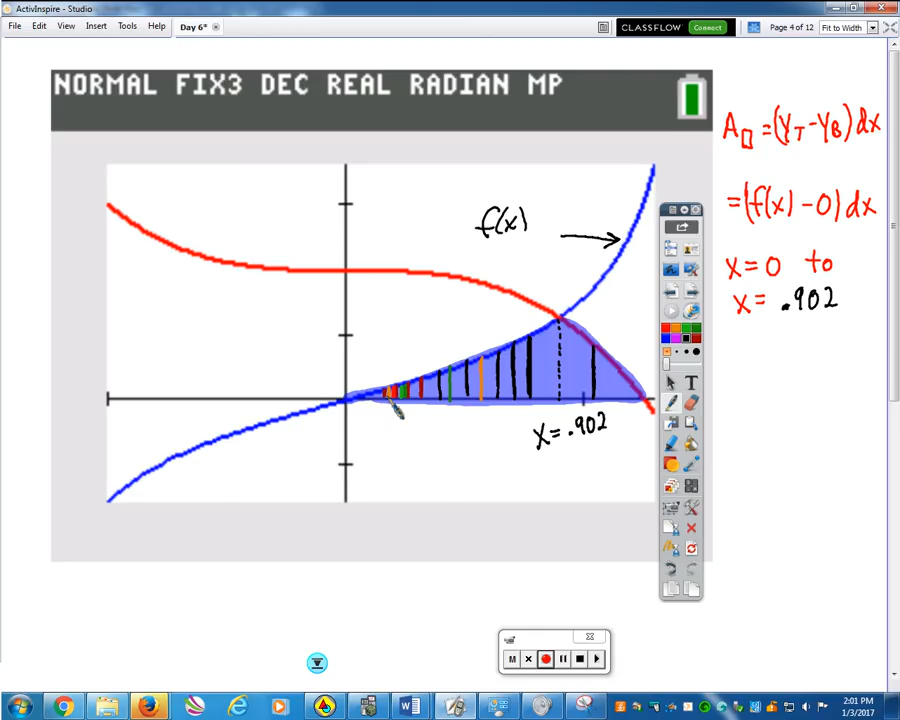 ActivInspire - Studio
File Edit View Insert Tools Help Day 6* CLASSFLOW Connect Page 4 of 12 Fit to Width
NORMAL FIX3 DEC REAL RADIAN MP
A▯ = (yT - yB) dx
= (f(x) - 0) dx
x = 0 to
x = .902
f(x)
x = .902
M
2:01 PM
1/3/2017